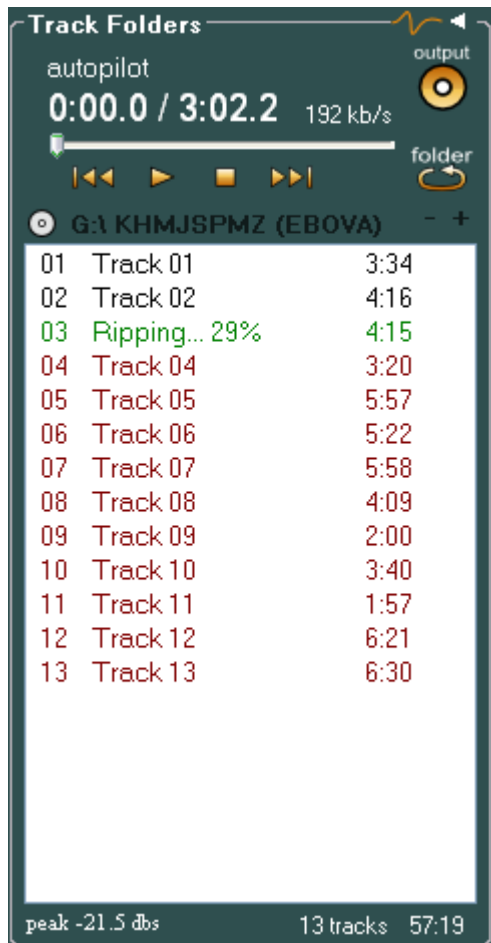 Track Folders
output
autopilot
0:00.0 / 3:02.2 192 kb/s
folder
G:\ KHMJSPMZ (EBOVA) - +
01 Track 01 3:34
02 Track 02 4:16
03 Ripping... 29% 4:15
04 Track 04 3:20
05 Track 05 5:57
06 Track 06 5:22
07 Track 07 5:58
08 Track 08 4:09
09 Track 09 2:00
10 Track 10 3:40
11 Track 11 1:57
12 Track 12 6:21
13 Track 13 6:30
peak -21.5 dbs 13 tracks 57:19